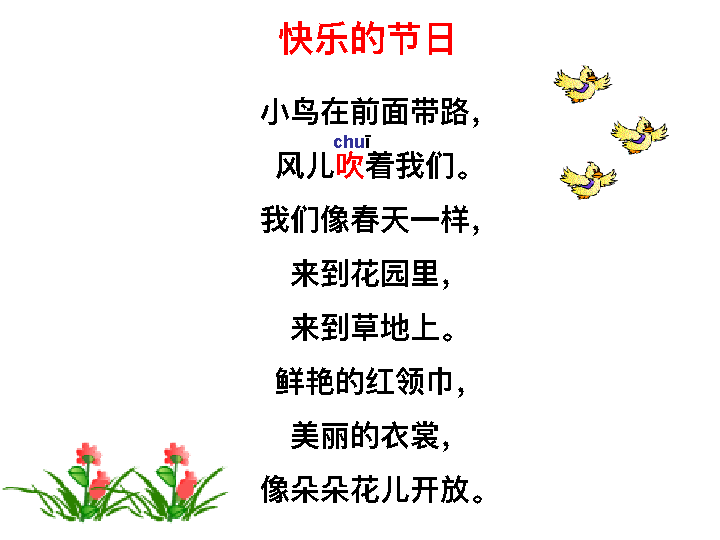 快乐的节日
小鸟在前面带路，
chuī
风儿吹着我们。
我们像春天一样，
来到花园里，
来到草地上。
鲜艳的红领巾，
美丽的衣裳，
像朵朵花儿开放。